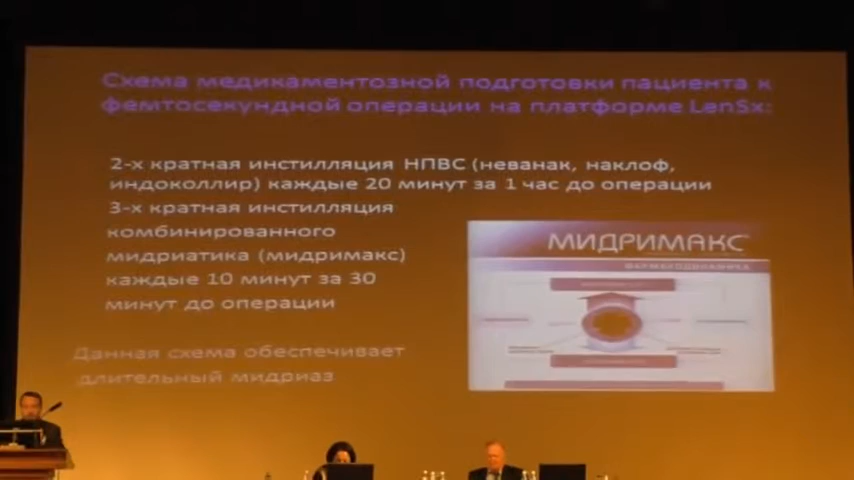 Схема медикаментозной подготовки пациента к
фемтосекундной операции на платформе LenSx:
2-х кратная инстилляция НПВС (неванак, наклоф,
индоколлир) каждые 20 минут за 1 час до операции
3-х кратная инстилляция
комбинированного
мидриатика (мидримакс)
каждые 10 минут за 30
минут до операции
Данная схема обеспечивает
длительный мидриаз
МИДРИМАКС
ФАРМАКОДИНАМИКА